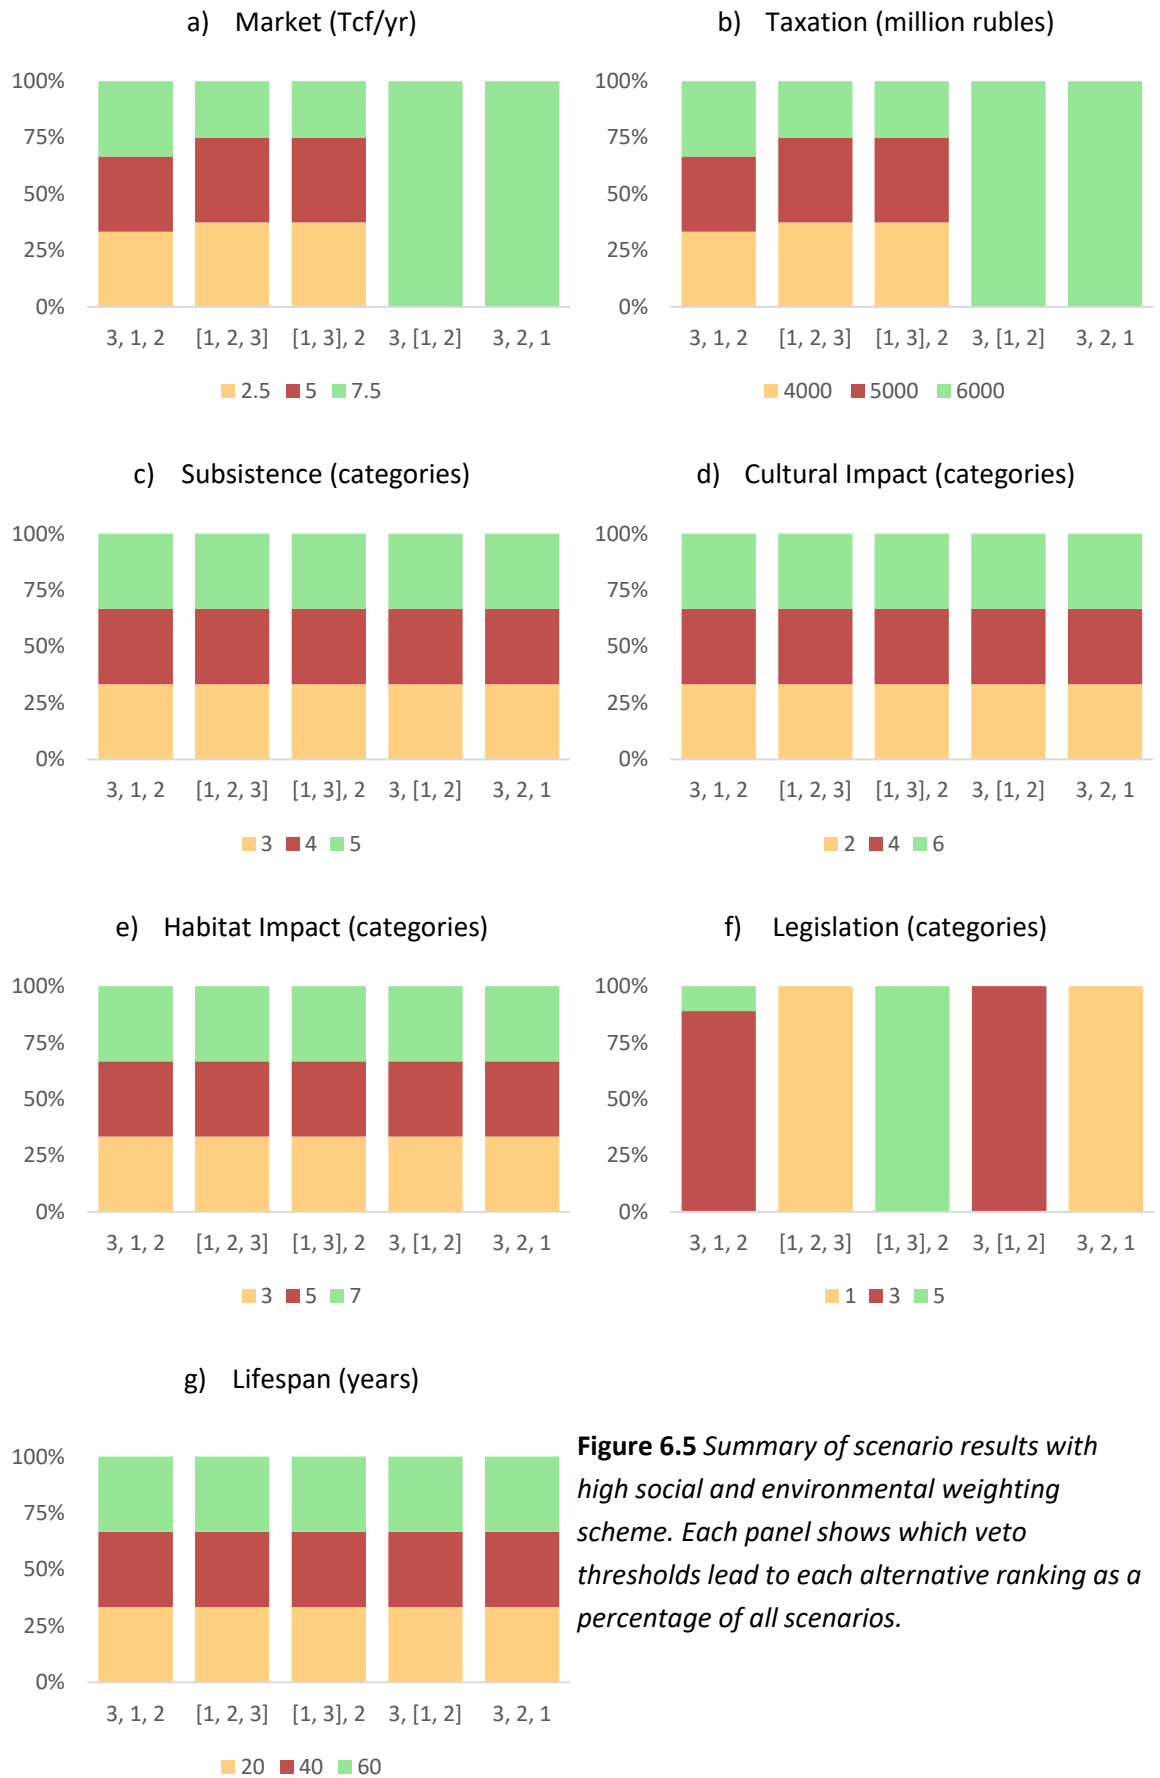 a) Market (Tcf/yr)
100%
75%
50%
25%
0%
3, 1, 2 [1, 2, 3] [1, 3], 2 3, [1, 2] 3, 2, 1
2.5 5 7.5
b) Taxation (million rubles)
100%
75%
50%
25%
0%
3, 1, 2 [1, 2, 3] [1, 3], 2 3, [1, 2] 3, 2, 1
4000 5000 6000
c) Subsistence (categories)
100%
75%
50%
25%
0%
3, 1, 2 [1, 2, 3] [1, 3], 2 3, [1, 2] 3, 2, 1
3 4 5
d) Cultural Impact (categories)
100%
75%
50%
25%
0%
3, 1, 2 [1, 2, 3] [1, 3], 2 3, [1, 2] 3, 2, 1
2 4 6
e) Habitat Impact (categories)
100%
75%
50%
25%
0%
3, 1, 2 [1, 2, 3] [1, 3], 2 3, [1, 2] 3, 2, 1
3 5 7
f) Legislation (categories)
100%
75%
50%
25%
0%
3, 1, 2 [1, 2, 3] [1, 3], 2 3, [1, 2] 3, 2, 1
1 3 5
g) Lifespan (years)
100%
75%
50%
25%
0%
3, 1, 2 [1, 2, 3] [1, 3], 2 3, [1, 2] 3, 2, 1
20 40 60
Figure 6.5 Summary of scenario results with
high social and environmental weighting
scheme. Each panel shows which veto
thresholds lead to each alternative ranking as a
percentage of all scenarios.